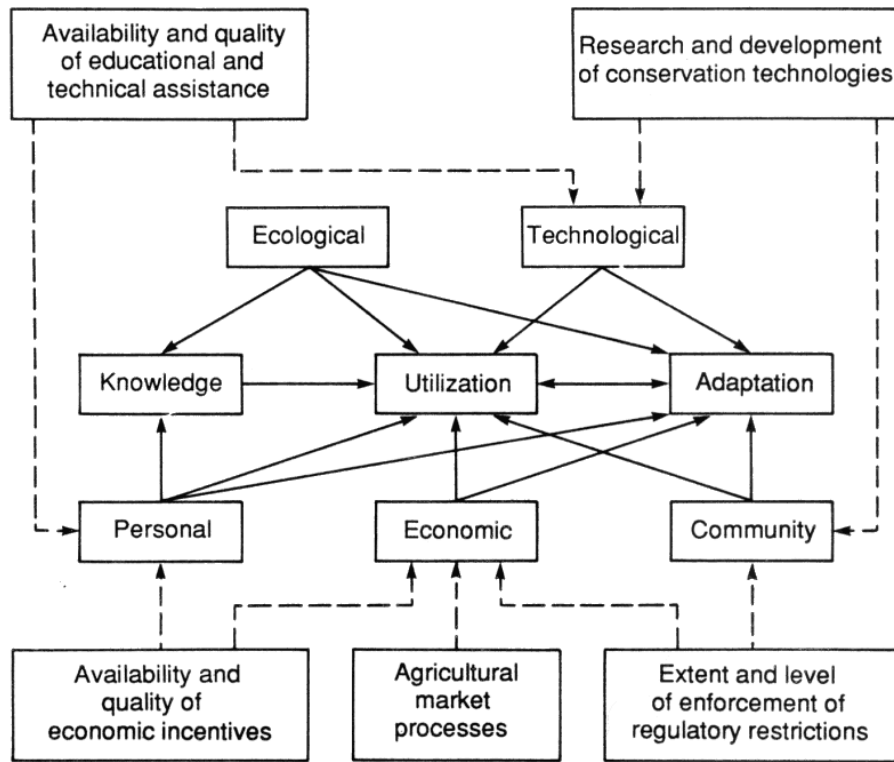 Availability and quality
of educational and
technical assistance
Research and development
of conservation technologies
Ecological
Technological
Knowledge
Utilization
Adaptation
Personal
Economic
Community
Availability and
quality of
economic incentives
Agricultural
market
processes
Extent and level
of enforcement of
regulatory restrictions